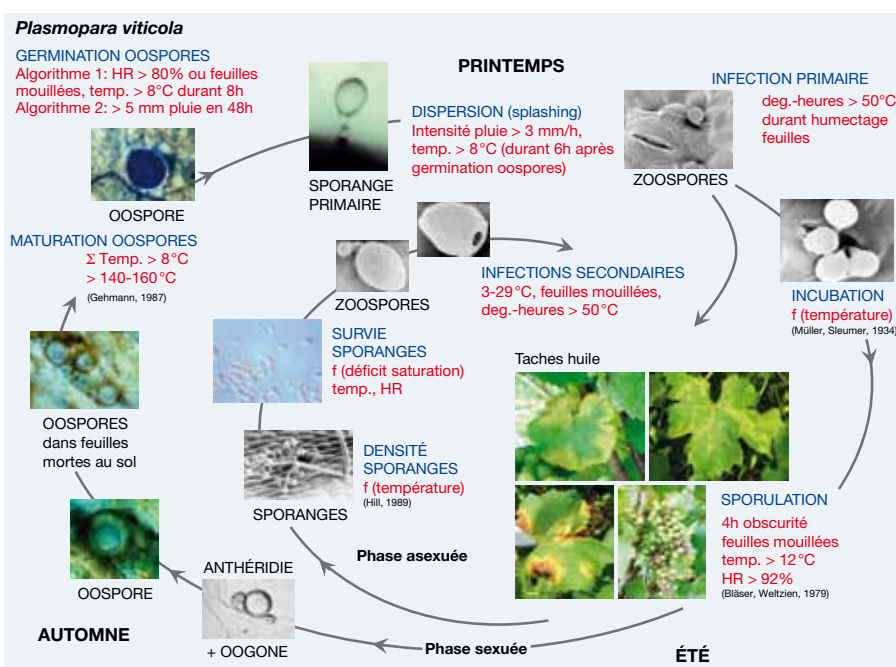 Plasmopara viticola
GERMINATION OOSPORES
Algorithme 1: HR > 80% ou feuilles
mouillées, temp. > 8°C durant 8h
Algorithme 2: > 5 mm pluie en 48h
OOSPORE
PRINTEMPS
SPORANGE
PRIMAIRE
DISPERSION (splashing)
Intensité pluie > 3 mm/h,
temp. > 8°C (durant 6h après
germination oospores)
INFECTION PRIMAIRE
deg.-heures > 50°C
durant humectage
feuilles
ZOOSPORES
INCUBATION
f (température)
(Müller, Sleumer, 1934)
MATURATION OOSPORES
Σ Temp. > 8°C
> 140-160°C
(Gehmann, 1987)
ZOOSPORES
INFECTIONS SECONDAIRES
3-29°C, feuilles mouillées,
deg.-heures > 50°C
SURVIE
SPORANGES
f (déficit saturation)
temp., HR
Taches huile
OOSPORES
dans feuilles
mortes au sol
DENSITÉ
SPORANGES
f (température)
(Hill, 1989)
SPORANGES
SPORULATION
4h obscurité
feuilles mouillées
temp. > 12°C
HR > 92%
(Bläser, Weltzien, 1979)
Phase asexuée
OOSPORE
ANTHÉRIDIE
+ OOGONE
Phase sexuée
AUTOMNE
ÉTÉ